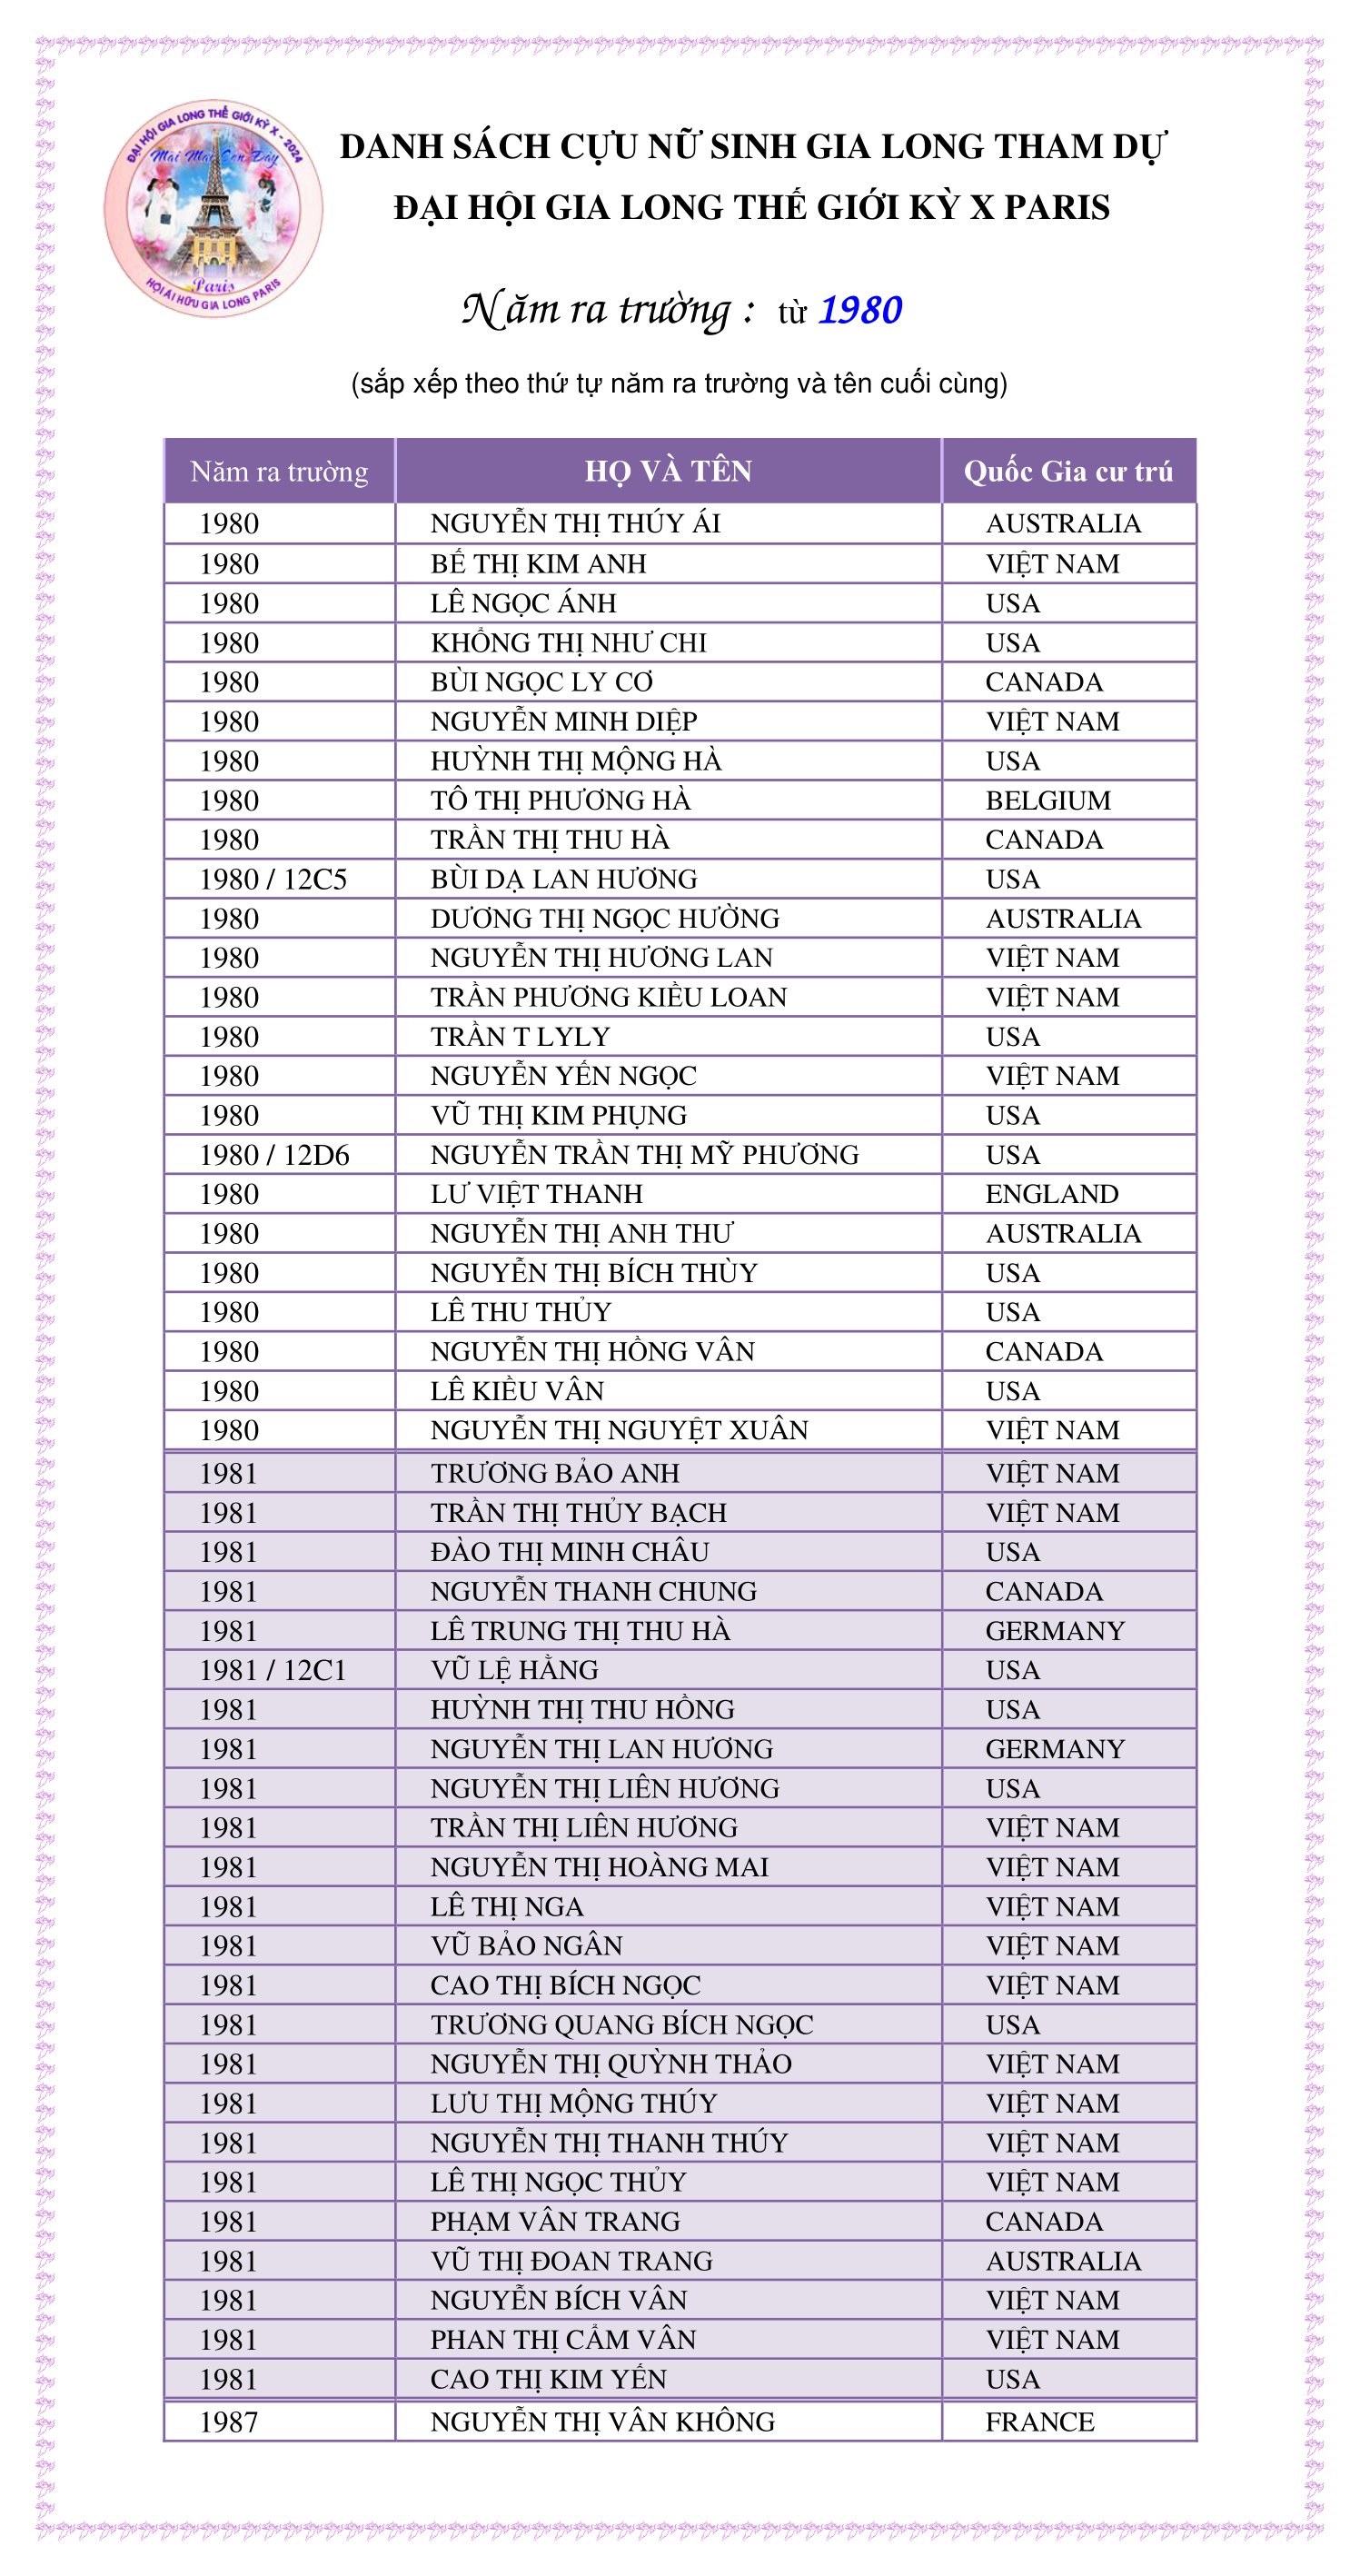 ĐẠI HỘI GIA LONG THẾ GIỚI KỲ X - 2024
Mãi Mãi Còn Đây
Paris
HỘI ÁI HỮU GIA LONG PARIS
DANH SÁCH CỰU NỮ SINH GIA LONG THAM DỰ
ĐẠI HỘI GIA LONG THẾ GIỚI KỲ X PARIS
Năm ra trường : từ 1980
(sắp xếp theo thứ tự năm ra trường và tên cuối cùng)
Năm ra trường HỌ VÀ TÊN Quốc Gia cư trú
1980 NGUYỄN THỊ THÚY ÁI AUSTRALIA
1980 BẾ THỊ KIM ANH VIỆT NAM
1980 LÊ NGỌC ÁNH USA
1980 KHỔNG THỊ NHƯ CHI USA
1980 BÙI NGỌC LY CƠ CANADA
1980 NGUYỄN MINH DIỆP VIỆT NAM
1980 HUỲNH THỊ MỘNG HÀ USA
1980 TÔ THỊ PHƯƠNG HÀ BELGIUM
1980 TRẦN THỊ THU HÀ CANADA
1980 / 12C5 BÙI DẠ LAN HƯƠNG USA
1980 DƯƠNG THỊ NGỌC HƯỜNG AUSTRALIA
1980 NGUYỄN THỊ HƯƠNG LAN VIỆT NAM
1980 TRẦN PHƯƠNG KIỀU LOAN VIỆT NAM
1980 TRẦN T LYLY USA
1980 NGUYỄN YẾN NGỌC VIỆT NAM
1980 VŨ THỊ KIM PHỤNG USA
1980 / 12D6 NGUYỄN TRẦN THỊ MỸ PHƯƠNG USA
1980 LƯ VIỆT THANH ENGLAND
1980 NGUYỄN THỊ ANH THƯ AUSTRALIA
1980 NGUYỄN THỊ BÍCH THÙY USA
1980 LÊ THU THỦY USA
1980 NGUYỄN THỊ HỒNG VÂN CANADA
1980 LÊ KIỀU VÂN USA
1980 NGUYỄN THỊ NGUYỆT XUÂN VIỆT NAM
1981 TRƯƠNG BẢO ANH VIỆT NAM
1981 TRẦN THỊ THỦY BẠCH VIỆT NAM
1981 ĐÀO THỊ MINH CHÂU USA
1981 NGUYỄN THANH CHUNG CANADA
1981 LÊ TRUNG THỊ THU HÀ GERMANY
1981 / 12C1 VŨ LỆ HẰNG USA
1981 HUỲNH THỊ THU HỒNG USA
1981 NGUYỄN THỊ LAN HƯƠNG GERMANY
1981 NGUYỄN THỊ LIÊN HƯƠNG USA
1981 TRẦN THỊ LIÊN HƯƠNG VIỆT NAM
1981 NGUYỄN THỊ HOÀNG MAI VIỆT NAM
1981 LÊ THỊ NGA VIỆT NAM
1981 VŨ BẢO NGÂN VIỆT NAM
1981 CAO THỊ BÍCH NGỌC VIỆT NAM
1981 TRƯƠNG QUANG BÍCH NGỌC USA
1981 NGUYỄN THỊ QUỲNH THẢO VIỆT NAM
1981 LƯU THỊ MỘNG THÚY VIỆT NAM
1981 NGUYỄN THỊ THANH THÚY VIỆT NAM
1981 LÊ THỊ NGỌC THỦY VIỆT NAM
1981 PHẠM VÂN TRANG CANADA
1981 VŨ THỊ ĐOAN TRANG AUSTRALIA
1981 NGUYỄN BÍCH VÂN VIỆT NAM
1981 PHAN THỊ CẨM VÂN VIỆT NAM
1981 CAO THỊ KIM YẾN USA
1987 NGUYỄN THỊ VÂN KHÔNG FRANCE